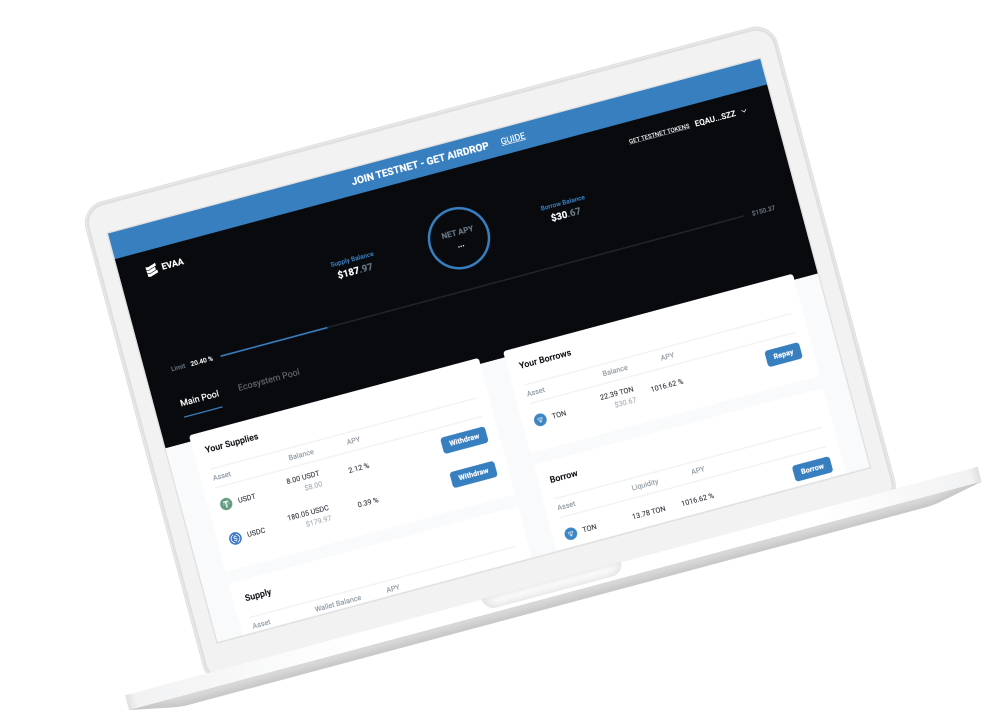 JOIN TESTNET - GET AIRDROP GUIDE
GET TESTNET TOKENS EQAU...SZZ
EVAA
Supply Balance
$187.97
NET APY
...
Borrow Balance
$30.67
Limit 20.40 %
$150.37
Main Pool Ecosystem Pool
Your Supplies
Asset Balance APY
USDT 8.00 USDT 2.12 % Withdraw
$8.00
USDC 180.05 USDC 0.39 % Withdraw
$179.97
Supply
Asset Wallet Balance APY
Your Borrows
Asset Balance APY
TON 22.39 TON 1016.62 % Repay
$30.67
Borrow
Asset Liquidity APY
TON 13.78 TON 1016.62 % Borrow